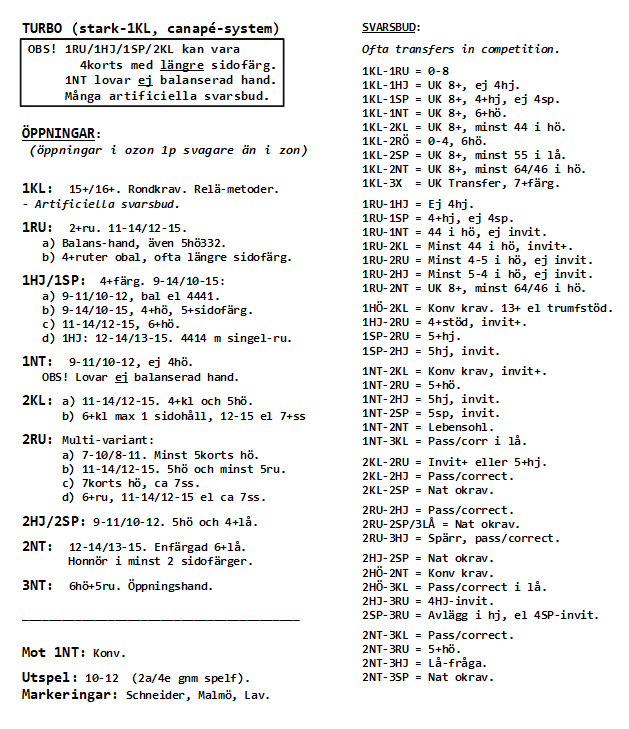 TURBO (stark-1KL, canapé-system)
OBS! 1RU/1HJ/1SP/2KL kan vara
4korts med längre sidofärg.
1NT lovar ej balanserad hand.
Många artificiella svarsbud.
ÖPPNINGAR:
(öppningar i ozon 1p svagare än i zon)
1KL: 15+/16+. Rondkrav. Relä-metoder.
- Artificiella svarsbud.
1RU: 2+ru. 11-14/12-15.
a) Balans-hand, även 5hö332.
b) 4+ruter obal, ofta längre sidofärg.
1HJ/1SP: 4+färg. 9-14/10-15:
a) 9-11/10-12, bal el 4441.
b) 9-14/10-15, 4+hö, 5+sidofärg.
c) 11-14/12-15, 6+hö.
d) 1HJ: 12-14/13-15. 4414 m singel-ru.
1NT: 9-11/10-12, ej 4hö.
OBS! Lovar ej balanserad hand.
2KL: a) 11-14/12-15. 4+kl och 5hö.
b) 6+kl max 1 sidohåll, 12-15 el 7+ss
2RU: Multi-variant:
a) 7-10/8-11. Minst 5korts hö.
b) 11-14/12-15. 5hö och minst 5ru.
c) 7korts hö, ca 7ss.
d) 6+ru, 11-14/12-15 el ca 7ss.
2HJ/2SP: 9-11/10-12. 5hö och 4+lå.
2NT: 12-14/13-15. Enfärgad 6+lå.
Honnör i minst 2 sidofärger.
3NT: 6hö+5ru. Öppningshand.
Mot 1NT: Konv.
Utspel: 10-12 (2a/4e gnm spelf).
Markeringar: Schneider, Malmö, Lav.
SVARSBUD:
Ofta transfers in competition.
1KL-1RU = 0-8
1KL-1HJ = UK 8+, ej 4hj.
1KL-1SP = UK 8+, 4+hj, ej 4sp.
1KL-1NT = UK 8+, 6+hö.
1KL-2KL = UK 8+, minst 44 i hö.
1KL-2RÖ = 0-4, 6hö.
1KL-2SP = UK 8+, minst 55 i lå.
1KL-2NT = UK 8+, minst 64/46 i hö.
1KL-3X = UK Transfer, 7+färg.
1RU-1HJ = Ej 4hj.
1RU-1SP = 4+hj, ej 4sp.
1RU-1NT = 44 i hö, ej invit.
1RU-2KL = Minst 44 i hö, invit+.
1RU-2RU = Minst 4-5 i hö, ej invit.
1RU-2HJ = Minst 5-4 i hö, ej invit.
1RU-2NT = UK 8+, minst 64/46 i hö.
1HÖ-2KL = Konv krav. 13+ el trumfstöd.
1HJ-2RU = 4+stöd, invit+.
1SP-2RU = 5+hj.
1SP-2HJ = 5hj, invit.
1NT-2KL = Konv krav, invit+.
1NT-2RU = 5+hö.
1NT-2HJ = 5hj, invit.
1NT-2SP = 5sp, invit.
1NT-2NT = Lebensohl.
1NT-3KL = Pass/corr i lå.
2KL-2RU = Invit+ eller 5+hj.
2KL-2HJ = Pass/correct.
2KL-2SP = Nat okrav.
2RU-2HJ = Pass/correct.
2RU-2SP/3LÅ = Nat okrav.
2RU-3HJ = Spärr, pass/correct.
2HJ-2SP = Nat okrav.
2HÖ-2NT = Konv krav.
2HÖ-3KL = Pass/correct i lå.
2HJ-3RU = 4HJ-invit.
2SP-3RU = Avlägg i hj, el 4SP-invit.
2NT-3KL = Pass/correct.
2NT-3RU = 5+hö.
2NT-3HJ = Lå-fråga.
2NT-3SP = Nat okrav.